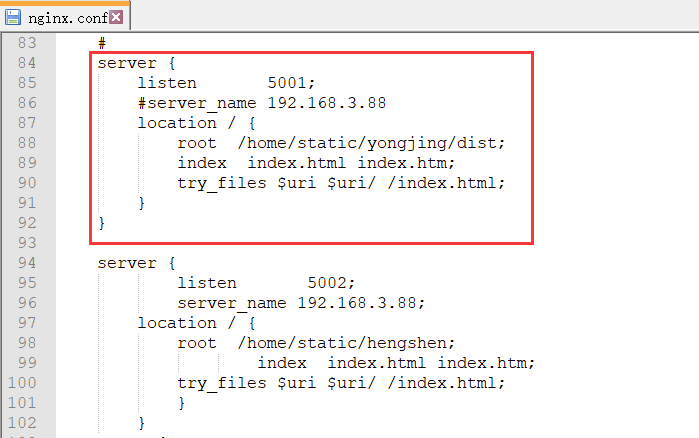 nginx.conf
83 #
84 server {
85 listen 5001;
86 #server_name 192.168.3.88
87 location / {
88 root /home/static/yongjing/dist;
89 index index.html index.htm;
90 try_files $uri $uri/ /index.html;
91 }
92 }
93
94 server {
95 listen 5002;
96 server_name 192.168.3.88;
97 location / {
98 root /home/static/hengshen;
99 index index.html index.htm;
100 try_files $uri $uri/ /index.html;
101 }
102 }